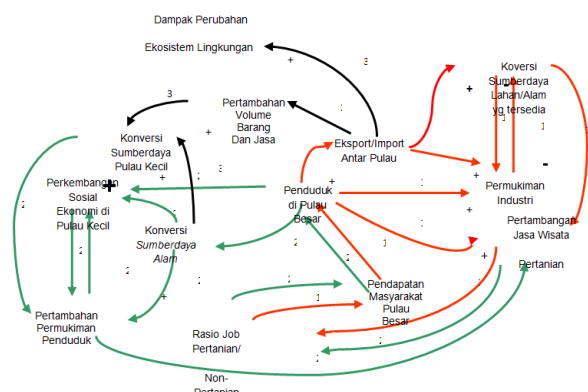 Dampak Perubahan
Ekosistem Lingkungan
Koversi
Sumberdaya
Lahan/Alam
yg tersedia
Pertambahan
Volume
Barang
Dan Jasa
Konversi
Sumberdaya
Pulau Kecil
Eksport/Import
Antar Pulau
Perkembangan
Sosial
Ekonomi di
Pulau Kecil
Penduduk
di Pulau
Besar
Permukiman
Industri
Pertambangan
Jasa Wisata
Pertanian
Konversi
Sumberdaya
Alam
Pendapatan
Masyarakat
Pulau
Besar
Pertambahan
Permukiman
Penduduk
Rasio Job
Pertanian/
Non-
Pertanian